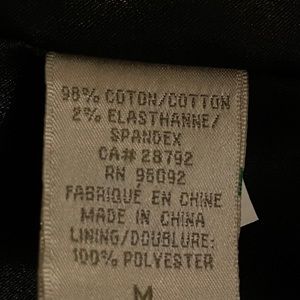 98% COTON/COTTON
2% ELASTHANNE/
SPANDEX
CA# 28792
RN 95092
FABRIQUÉ EN CHINE
MADE IN CHINA
LINING/DOUBLURE:
100% POLYESTER
M